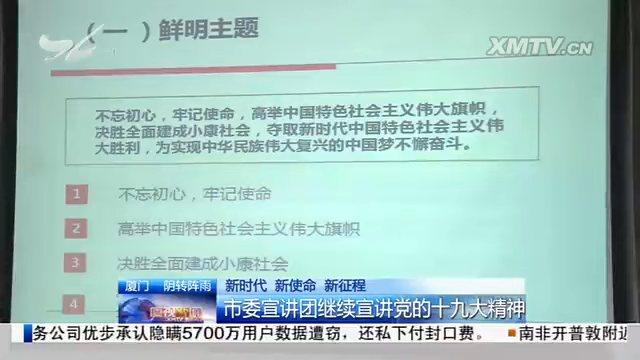 （一）鲜明主题
XMTV.CN
不忘初心，牢记使命，高举中国特色社会主义伟大旗帜，
决胜全面建成小康社会，夺取新时代中国特色社会主义伟
大胜利，为实现中华民族伟大复兴的中国梦不懈奋斗。
1 不忘初心，牢记使命
2 高举中国特色社会主义伟大旗帜
3 决胜全面建成小康社会
4
厦门 阴转阵雨
新时代 新使命 新征程
市委宣讲团继续宣讲党的十九大精神
务公司优步承认隐瞒5700万用户数据遭窃，还私下付封口费。 南非开普敦附近